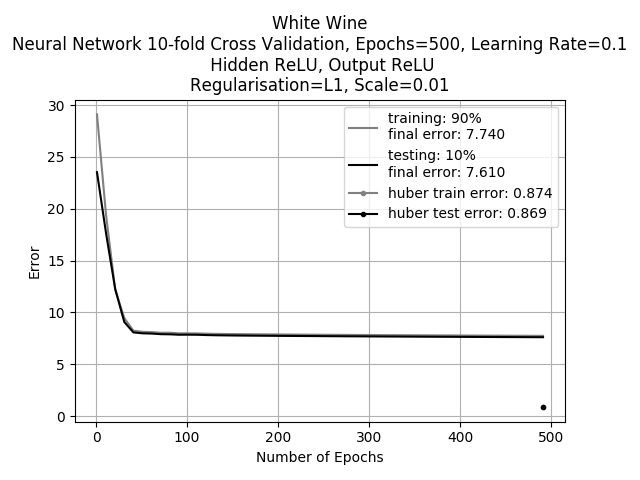 White Wine
Neural Network 10-fold Cross Validation, Epochs=500, Learning Rate=0.1
Hidden ReLU, Output ReLU
Regularisation=L1, Scale=0.01
30
25
20
15
10
5
0
Error
training: 90%
final error: 7.740
testing: 10%
final error: 7.610
huber train error: 0.874
huber test error: 0.869
0 100 200 300 400 500
Number of Epochs